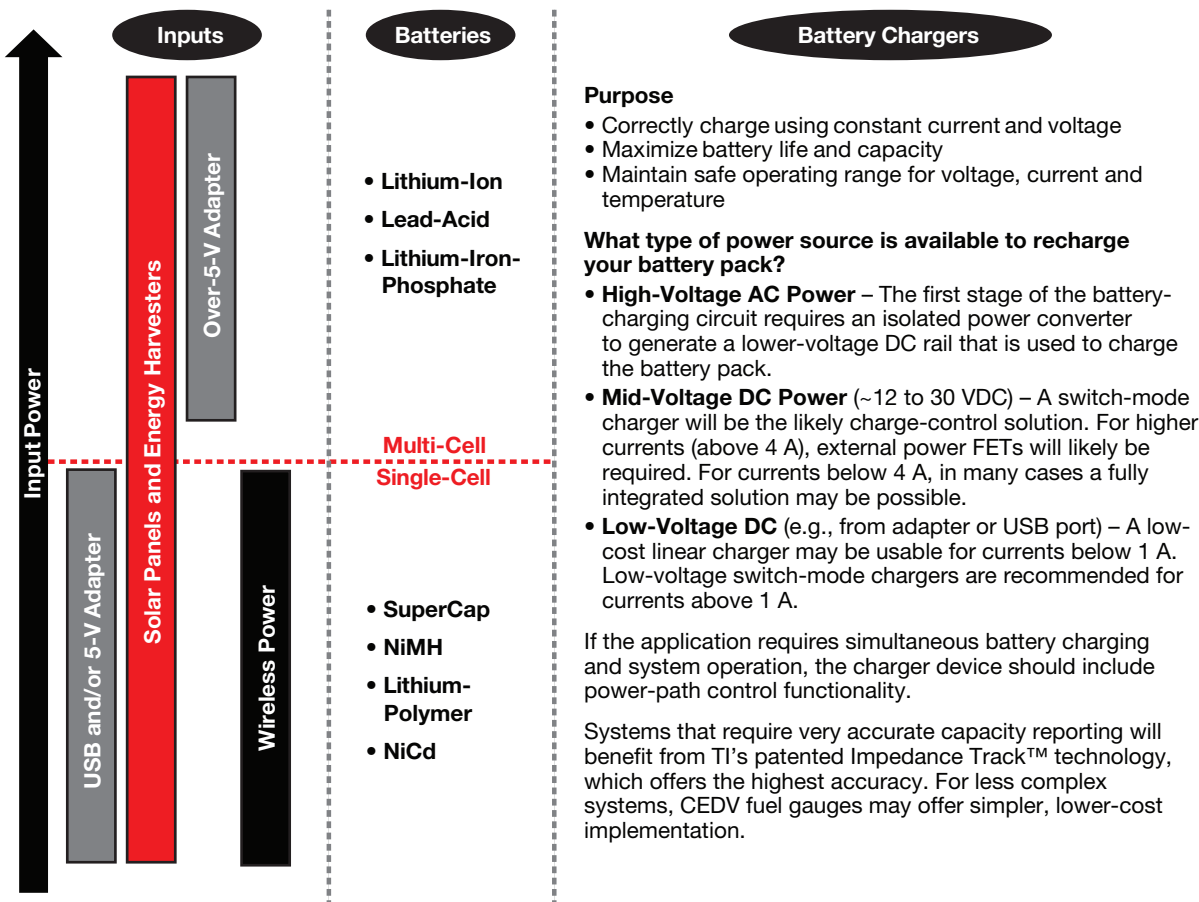 Inputs
Batteries
Battery Chargers
Input Power
USB and/or 5-V Adapter
Solar Panels and Energy Harvesters
Over-5-V Adapter
Wireless Power
• Lithium-Ion
• Lead-Acid
• Lithium-Iron-
Phosphate
Multi-Cell
Single-Cell
• SuperCap
• NiMH
• Lithium-
Polymer
• NiCd
Purpose
• Correctly charge using constant current and voltage
• Maximize battery life and capacity
• Maintain safe operating range for voltage, current and
temperature
What type of power source is available to recharge
your battery pack?
• High-Voltage AC Power – The first stage of the battery-
charging circuit requires an isolated power converter
to generate a lower-voltage DC rail that is used to charge
the battery pack.
• Mid-Voltage DC Power (~12 to 30 VDC) – A switch-mode
charger will be the likely charge-control solution. For higher
currents (above 4 A), external power FETs will likely be
required. For currents below 4 A, in many cases a fully
integrated solution may be possible.
• Low-Voltage DC (e.g., from adapter or USB port) – A low-
cost linear charger may be usable for currents below 1 A.
Low-voltage switch-mode chargers are recommended for
currents above 1 A.
If the application requires simultaneous battery charging
and system operation, the charger device should include
power-path control functionality.
Systems that require very accurate capacity reporting will
benefit from TI's patented Impedance Track™ technology,
which offers the highest accuracy. For less complex
systems, CEDV fuel gauges may offer simpler, lower-cost
implementation.